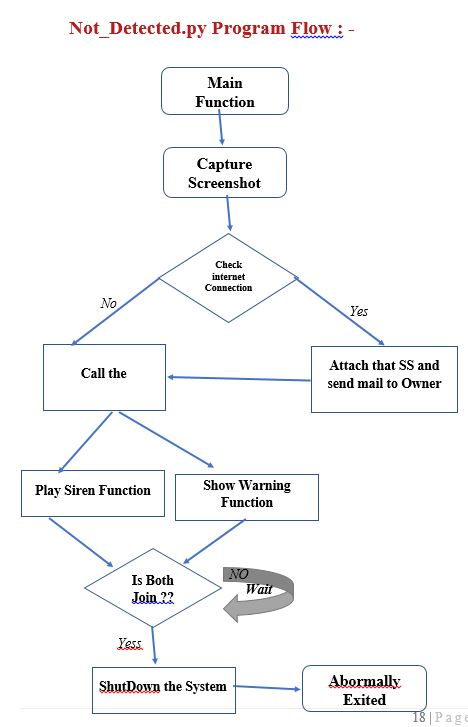 Not_Detected.py Program Flow : -
Main
Function
Capture
Screenshot
Check
internet
Connection
No
Yes
Call the
Attach that SS and
send mail to Owner
Play Siren Function
Show Warning
Function
Is Both
Join ??
NO
Wait
Yess
ShutDown the System
Abormally
Exited
18 | Page